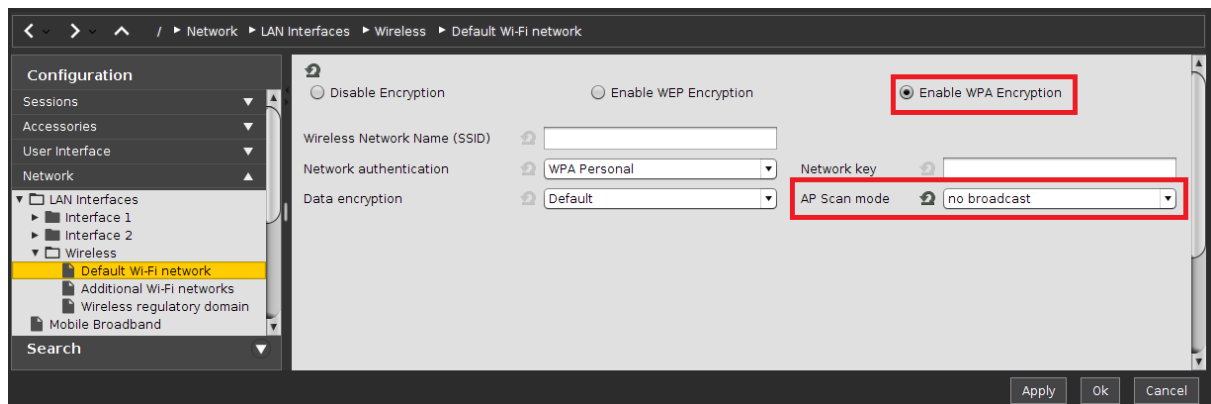 / ▸ Network ▸ LAN Interfaces ▸ Wireless ▸ Default Wi-Fi network
Configuration
Sessions
Accessories
User Interface
Network
LAN Interfaces
Interface 1
Interface 2
Wireless
Default Wi-Fi network
Additional Wi-Fi networks
Wireless regulatory domain
Mobile Broadband
Search
Disable Encryption Enable WEP Encryption Enable WPA Encryption
Wireless Network Name (SSID)
Network authentication WPA Personal Network key
Data encryption Default AP Scan mode no broadcast
Apply Ok Cancel